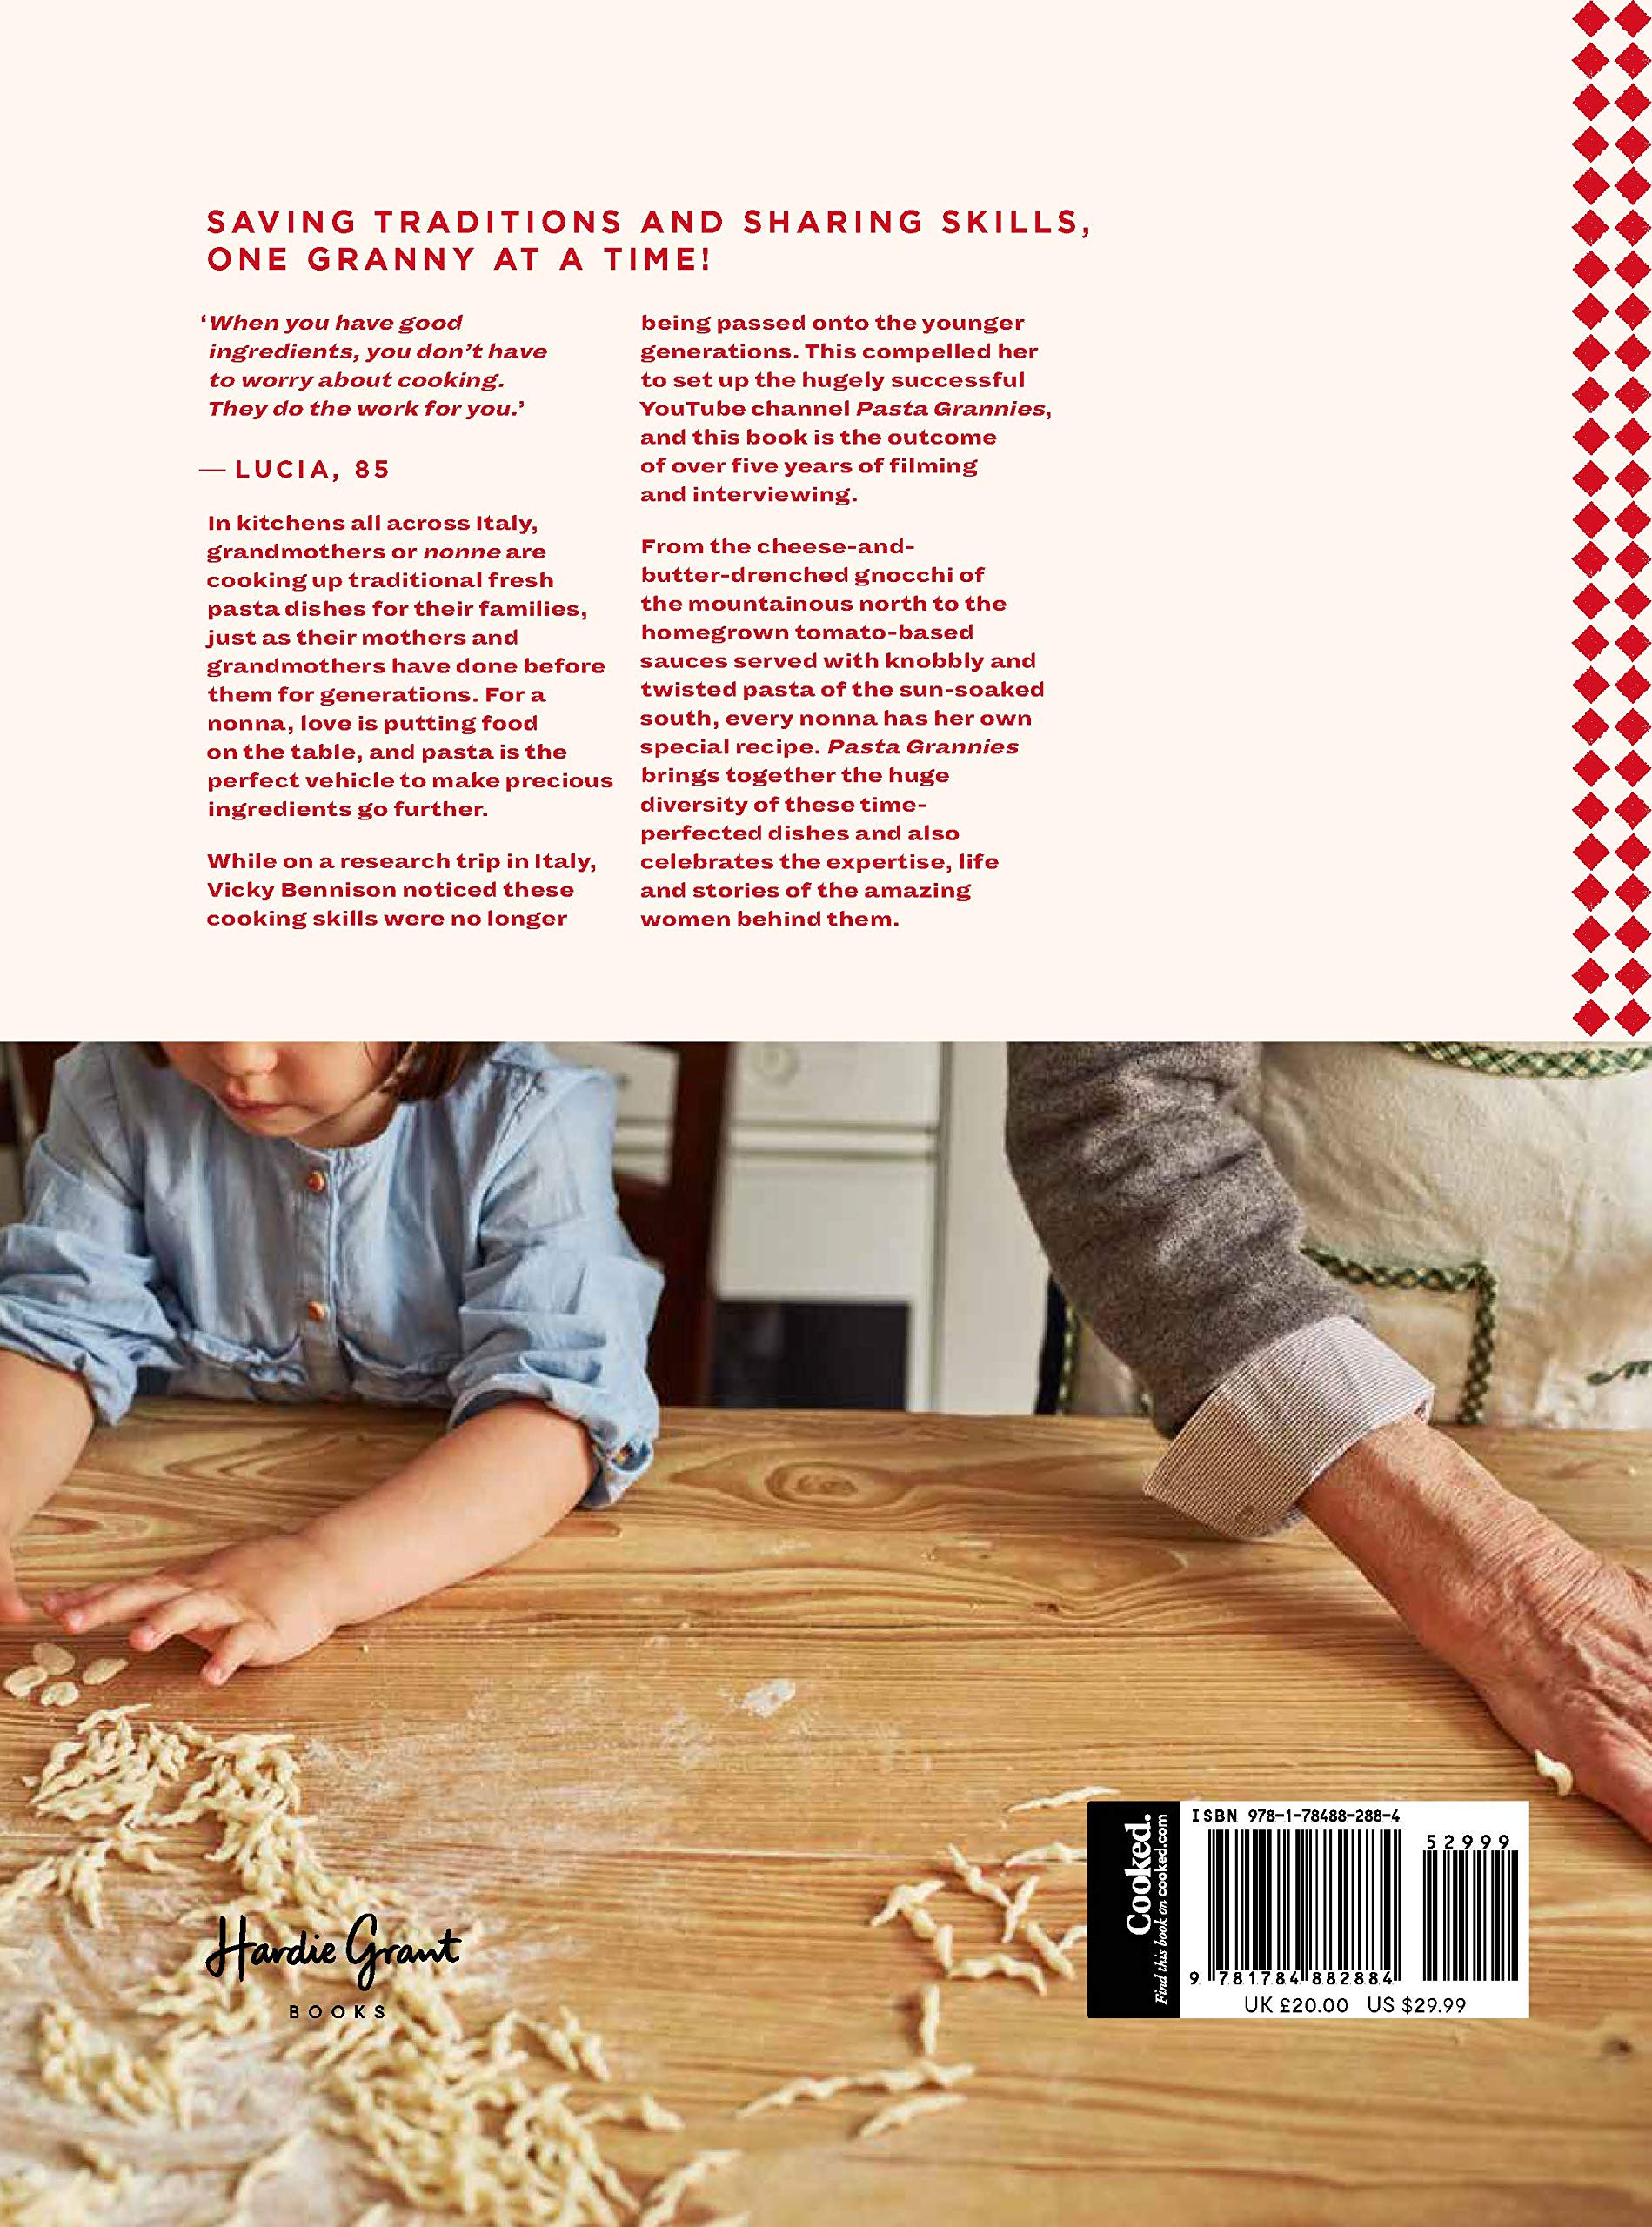 SAVING TRADITIONS AND SHARING SKILLS,
ONE GRANNY AT A TIME!
‘When you have good
ingredients, you don’t have
to worry about cooking.
They do the work for you.’
— LUCIA, 85
In kitchens all across Italy,
grandmothers or nonne are
cooking up traditional fresh
pasta dishes for their families,
just as their mothers and
grandmothers have done before
them for generations. For a
nonna, love is putting food
on the table, and pasta is the
perfect vehicle to make precious
ingredients go further.
While on a research trip in Italy,
Vicky Bennison noticed these
cooking skills were no longer
being passed onto the younger
generations. This compelled her
to set up the hugely successful
YouTube channel Pasta Grannies,
and this book is the outcome
of over five years of filming
and interviewing.
From the cheese-and-
butter-drenched gnocchi of
the mountainous north to the
homegrown tomato-based
sauces served with knobbly and
twisted pasta of the sun-soaked
south, every nonna has her own
special recipe. Pasta Grannies
brings together the huge
diversity of these time-
perfected dishes and also
celebrates the expertise, life
and stories of the amazing
women behind them.
Hardie Grant
BOOKS
Cooked.
Find this book on cooked.com
ISBN 978-1-78488-288-4
52999
9 781784 882884
UK £20.00 US $29.99